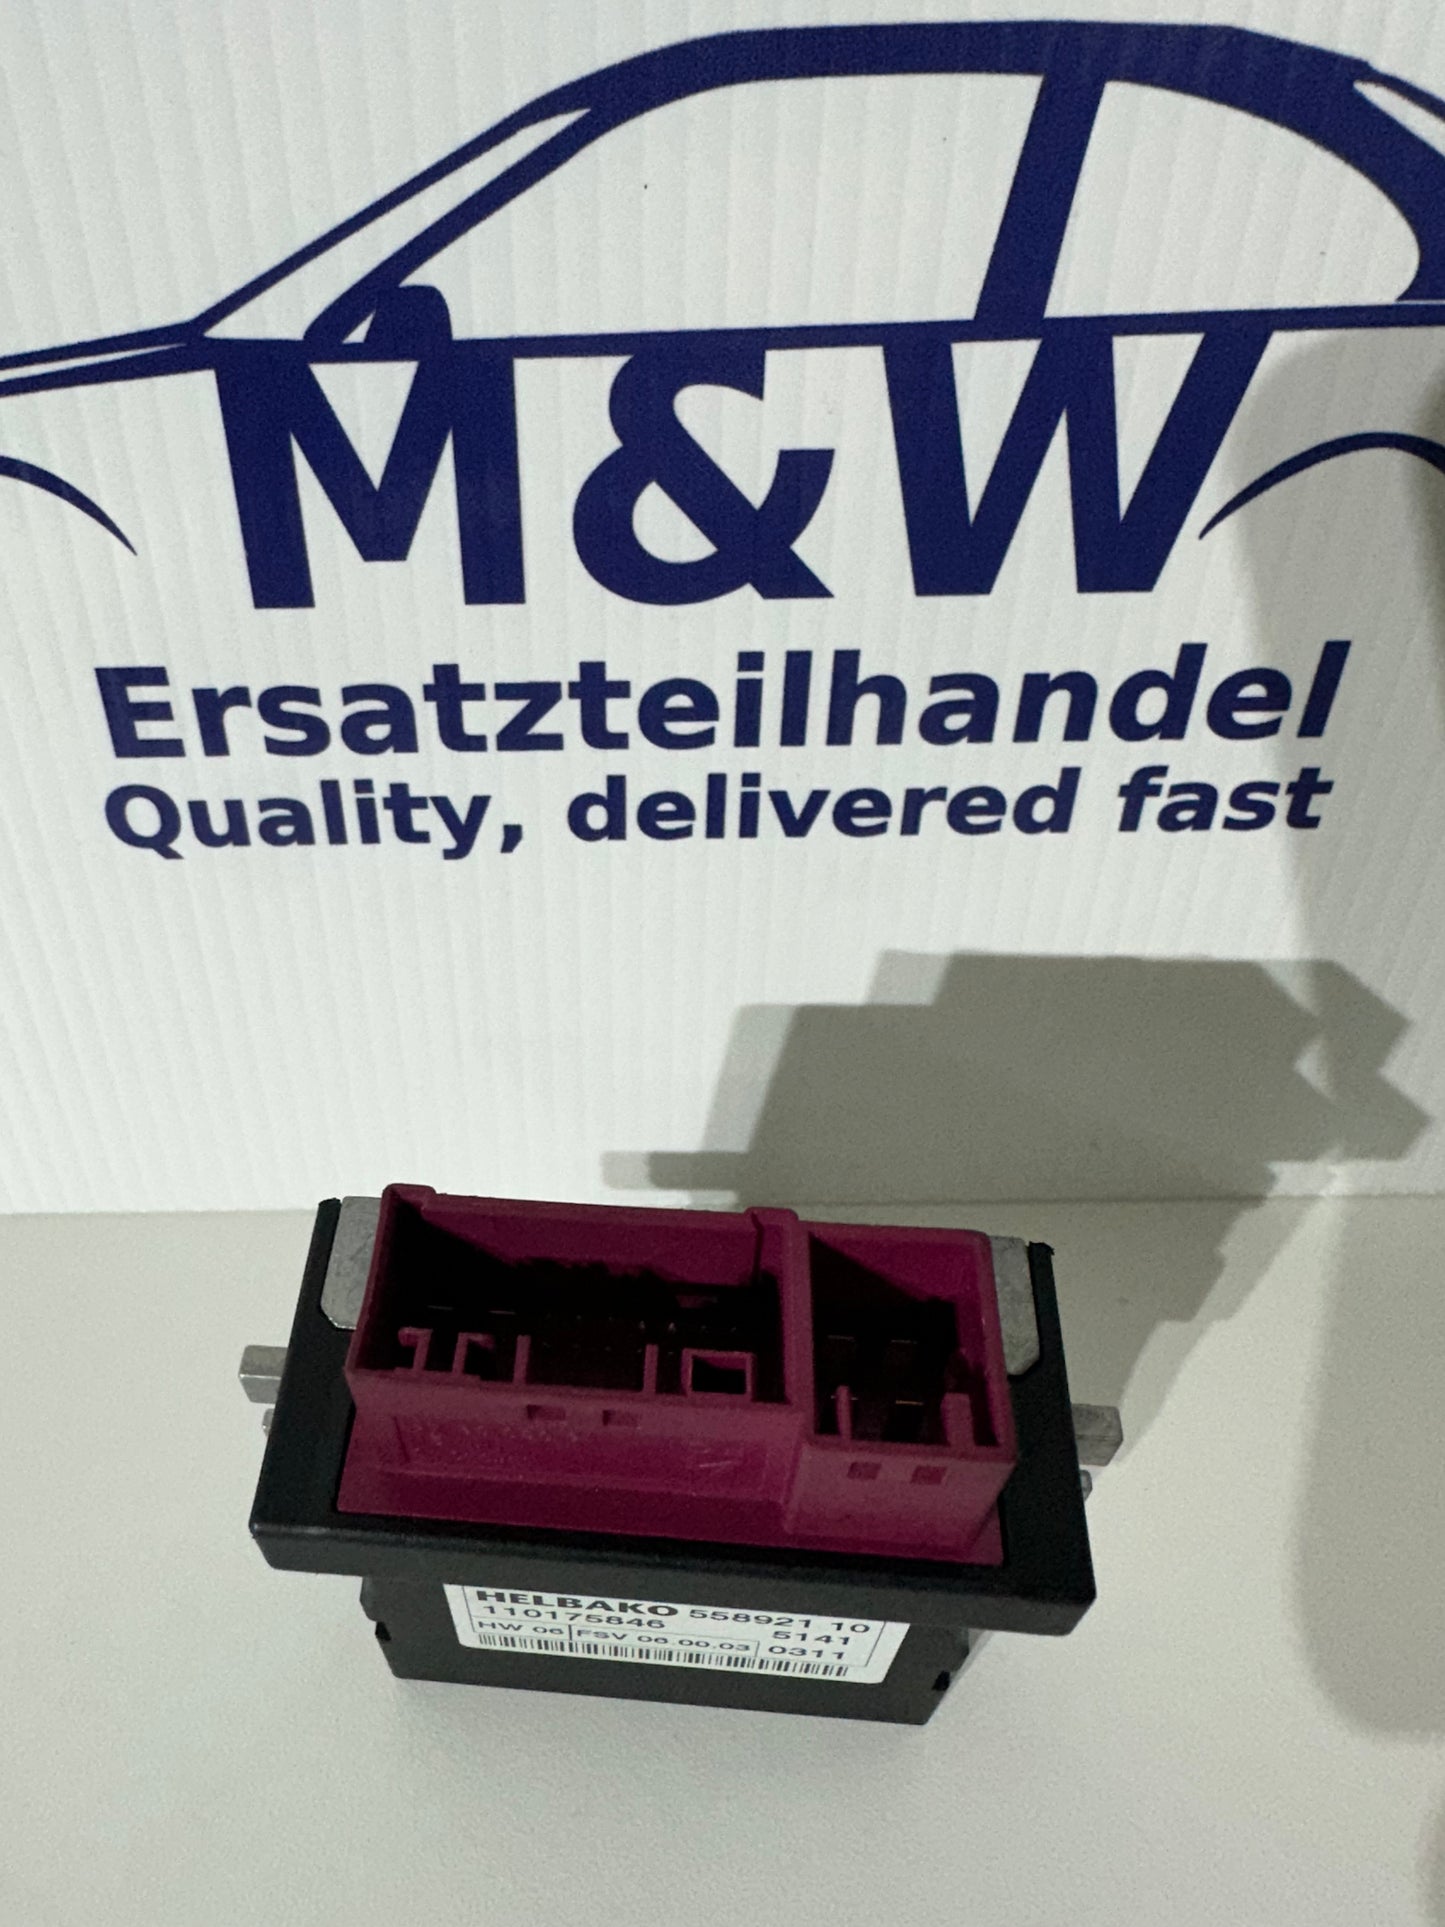 M&W
Ersatzteilhandel
Quality, delivered fast
HELBAKO 558921 10
110175846 5141
HW 06 FSV 06.00.03 0311